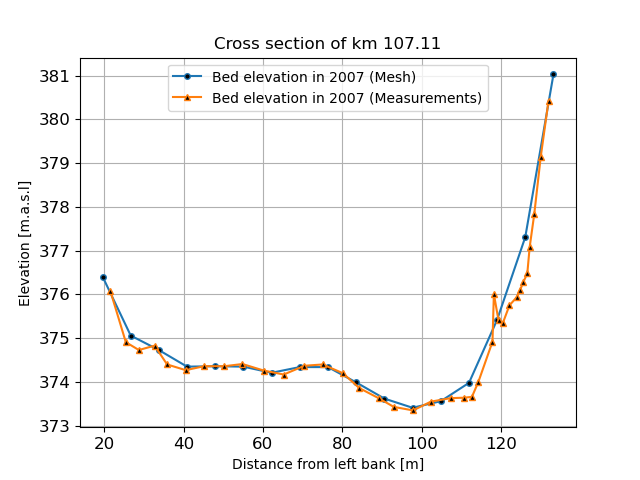 Cross section of km 107.11
Bed elevation in 2007 (Mesh)
Bed elevation in 2007 (Measurements)
381
380
379
378
377
376
375
374
373
Elevation [m.a.s.l]
20 40 60 80 100 120
Distance from left bank [m]